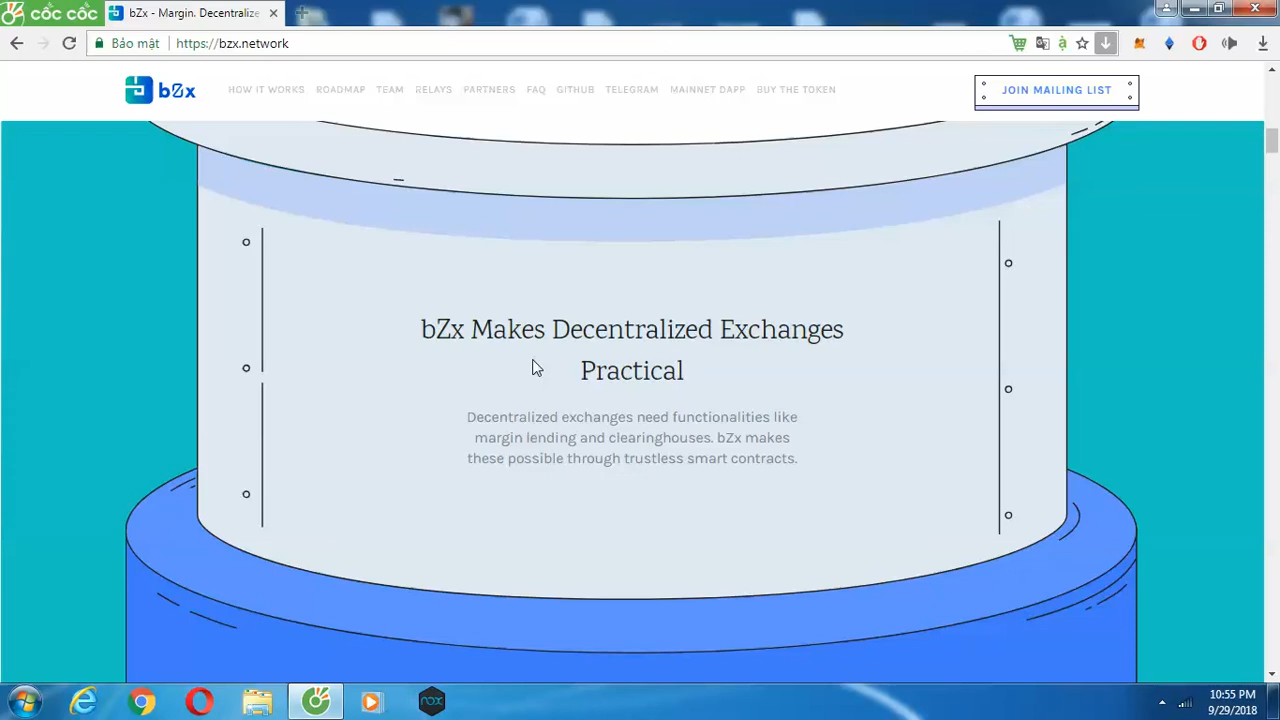 cốc cốc
bZx - Margin. Decentralize
Bảo mật https://bzx.network
bZx HOW IT WORKS ROADMAP TEAM RELAYS PARTNERS FAQ GITHUB TELEGRAM MAINNET DAPP BUY THE TOKEN JOIN MAILING LIST
bZx Makes Decentralized Exchanges
Practical
Decentralized exchanges need functionalities like
margin lending and clearinghouses. bZx makes
these possible through trustless smart contracts.
nox
10:55 PM
9/29/2018